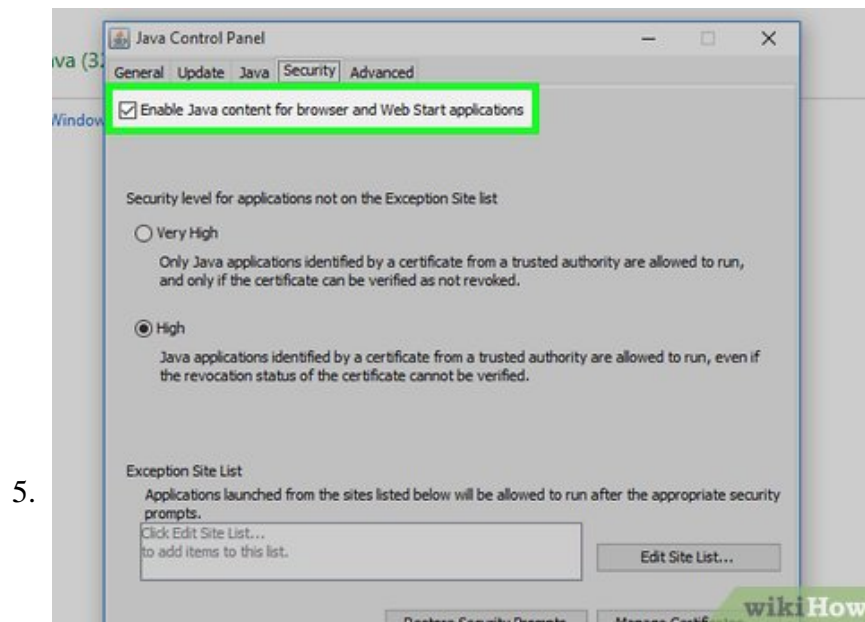 Java Control Panel
General Update Java Security Advanced
Enable Java content for browser and Web Start applications
Window
Security level for applications not on the Exception Site list
Very High
Only Java applications identified by a certificate from a trusted authority are allowed to run,
and only if the certificate can be verified as not revoked.
High
Java applications identified by a certificate from a trusted authority are allowed to run, even if
the revocation status of the certificate cannot be verified.
Exception Site List
5.
Applications launched from the sites listed below will be allowed to run after the appropriate security
prompts.
Click Edit Site List...
to add items to this list.
Edit Site List...
wikiHow
Restore Security Prompts